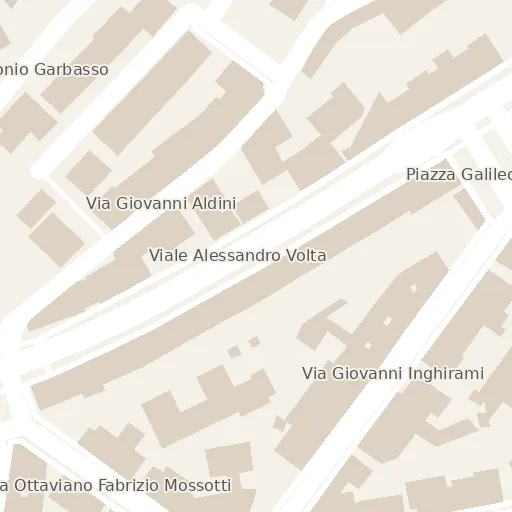 onio Garbasso
Piazza Galileo
Via Giovanni Aldini
Viale Alessandro Volta
Via Giovanni Inghirami
a Ottaviano Fabrizio Mossotti